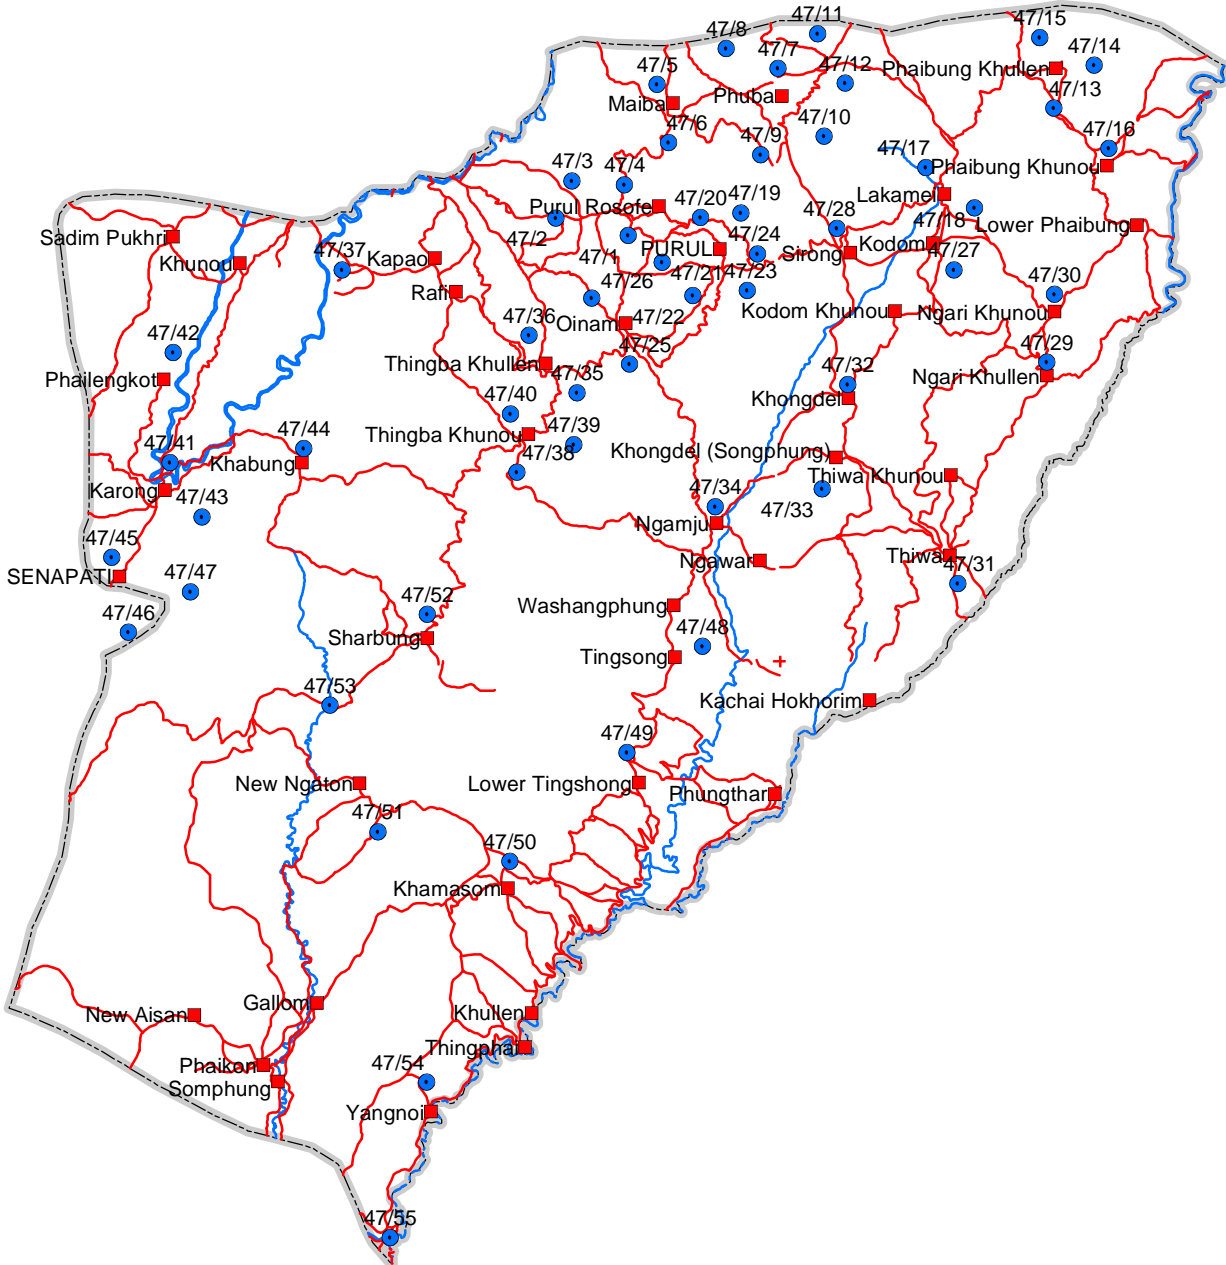 47/11
47/15
47/8
47/7
47/14
47/5
47/12
Phaibung Khullen
Maiba
Phuba
47/13
47/6
47/9
47/10
47/16
47/17
Phaibung Khunou
47/3
47/4
Lakamei
Purul Rosofe
47/20
47/19
47/28
47/18
Lower Phaibung
Sadim Pukhri
47/2
47/1
PURUL
47/24
Sirong
Kodom
Khunou
47/37
Kapao
47/27
47/21
47/23
Rafi
47/26
47/30
Oinam
47/22
Kodom Khunou
Ngari Khunou
47/42
47/36
47/25
47/29
Phailengkot
Thingba Khullen
47/35
47/32
Ngari Khullen
47/40
Khongdei
Thingba Khunou
47/39
47/41
47/44
Khabung
47/38
Khongdei (Songphung)
Thiwa Khunou
Karong
47/43
47/34
47/33
Ngamju
47/45
Ngawar
Thiwa
47/31
SENAPATI
47/47
47/46
47/52
Washangphung
Sharbung
47/48
Tingsong
47/53
Kachai Hokhorim
47/49
New Ngaton
Lower Tingshong
Phungthar
47/51
47/50
Khamasom
Gallom
New Aisan
Khullen
Phaikon
Thingphai
47/54
Somphung
Yangnoi
47/55